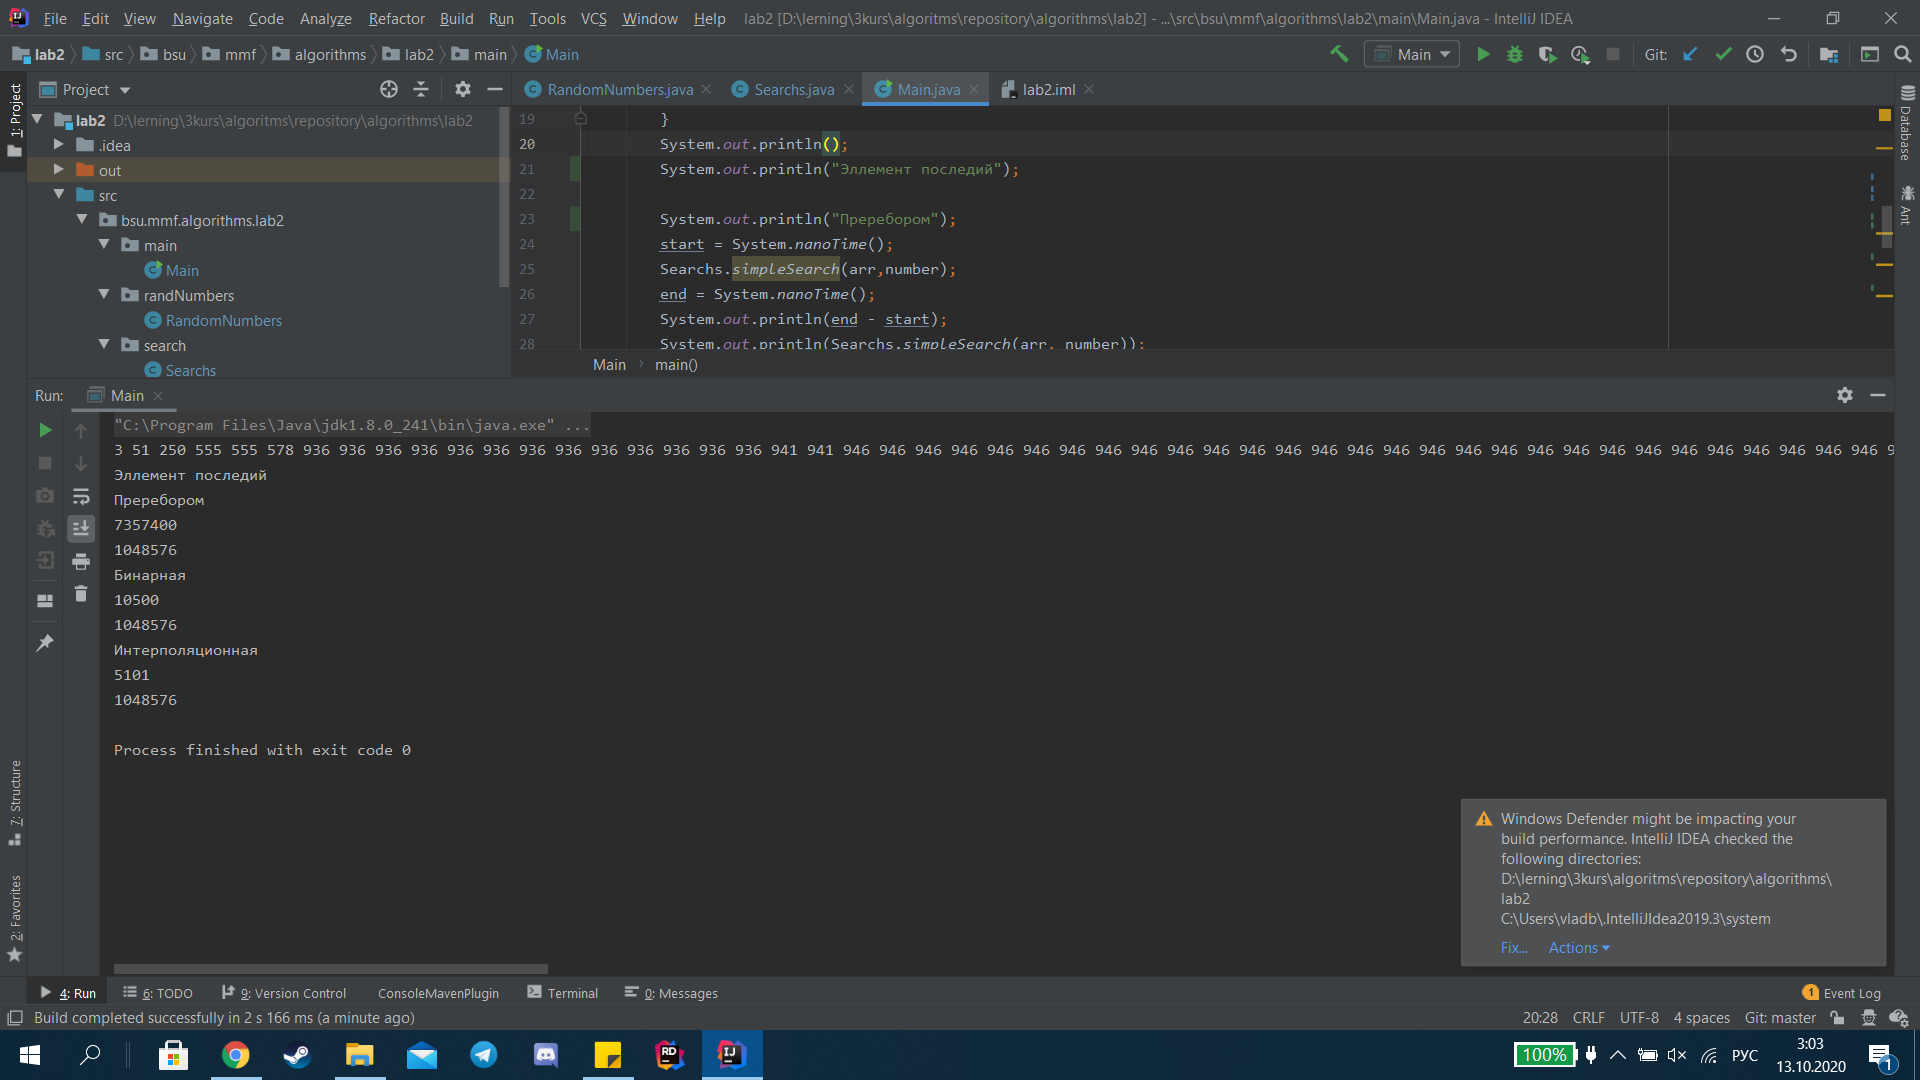 File Edit View Navigate Code Analyze Refactor Build Run Tools VCS Window Help lab2 [D:\lerning\3kurs\algoritms\repository\algorithms\lab2] - ...\src\bsu\mmf\algorithms\lab2\main\Main.java - IntelliJ IDEA
lab2 src bsu mmf algorithms lab2 main Main
Main Git:
1: Project
Project
RandomNumbers.java Searchs.java Main.java lab2.iml
lab2 D:\lerning\3kurs\algoritms\repository\algorithms\lab2
.idea
out
src
bsu.mmf.algorithms.lab2
main
Main
randNumbers
RandomNumbers
search
Searchs
19 }
20 System.out.println();
21 System.out.println("Эллемент последий");
22
23 System.out.println("Преребором");
24 start = System.nanoTime();
25 Searchs.simpleSearch(arr,number);
26 end = System.nanoTime();
27 System.out.println(end - start);
28 System.out.println(Searchs.simpleSearch(arr, number));
Main main()
Database
Ant
Run: Main
"C:\Program Files\Java\jdk1.8.0_241\bin\java.exe" ...
3 51 250 555 555 578 936 936 936 936 936 936 936 936 936 936 936 936 936 941 941 946 946 946 946 946 946 946 946 946 946 946 946 946 946 946 946 946 946 946 946 946 946 946 946 946 946 946 946 946 9
Эллемент последий
Преребором
7357400
1048576
Бинарная
10500
1048576
Интерполяционная
5101
1048576
Process finished with exit code 0
7: Structure
2: Favorites
Windows Defender might be impacting your
build performance. IntelliJ IDEA checked the
following directories:
D:\lerning\3kurs\algoritms\repository\algorithms\
lab2
C:\Users\vladb\.IntelliJIdea2019.3\system
Fix... Actions
4: Run 6: TODO 9: Version Control ConsoleMavenPlugin Terminal 0: Messages 1 Event Log
Build completed successfully in 2 s 166 ms (a minute ago) 20:28 CRLF UTF-8 4 spaces Git: master
RD IJ 100% РУС 3:03
13.10.2020
1